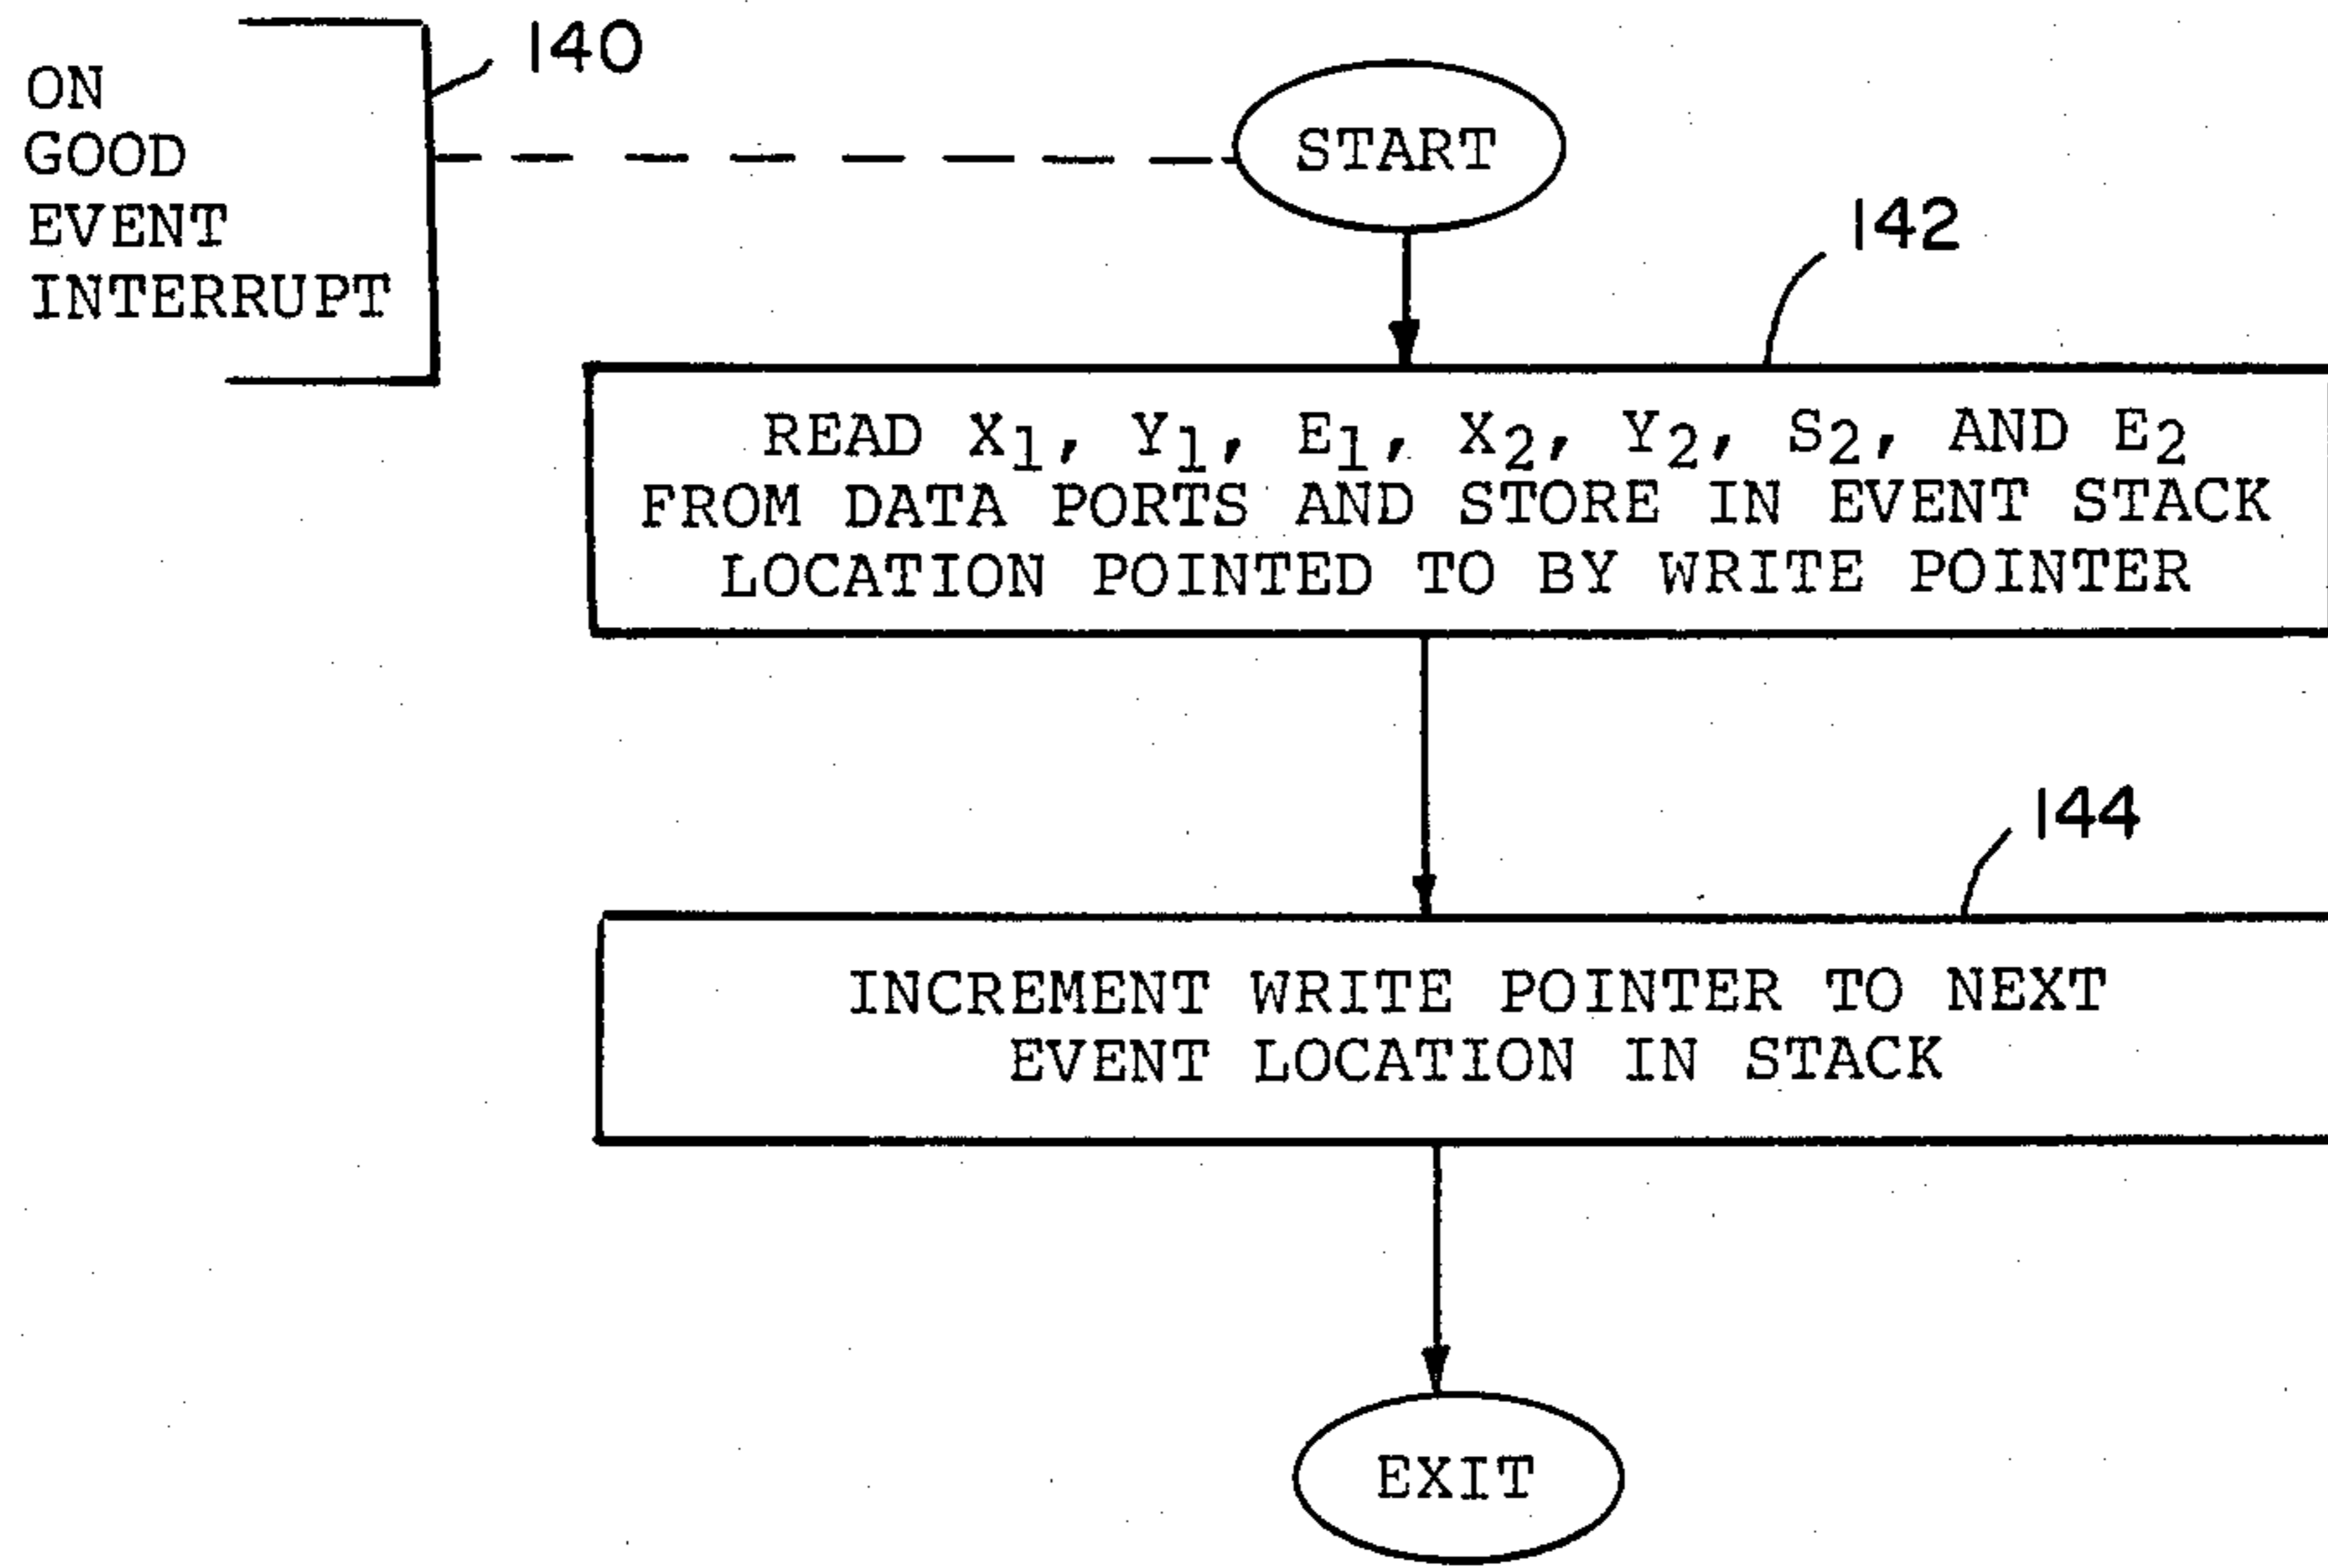 140
ON
GOOD
EVENT
INTERRUPT
START
142
READ X1, Y1, E1, X2, Y2, S2, AND E2
FROM DATA PORTS AND STORE IN EVENT STACK
LOCATION POINTED TO BY WRITE POINTER
144
INCREMENT WRITE POINTER TO NEXT
EVENT LOCATION IN STACK
EXIT